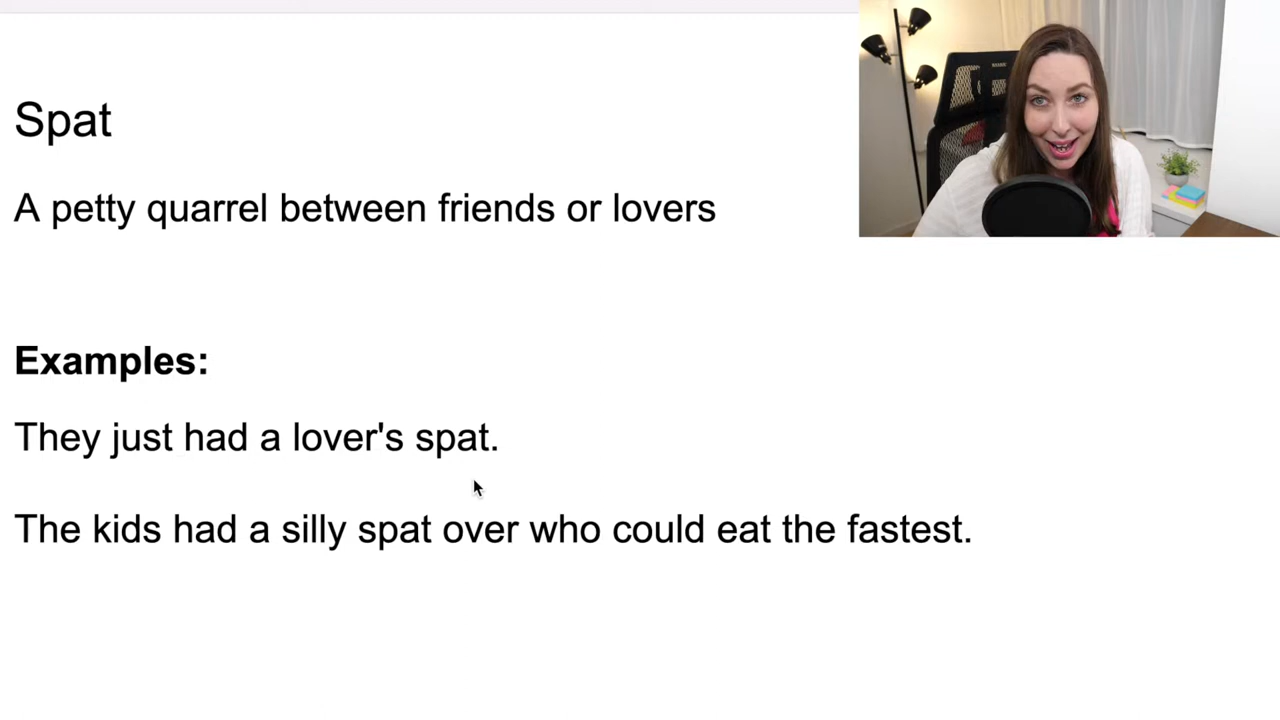 Spat
A petty quarrel between friends or lovers
Examples:
They just had a lover's spat.
The kids had a silly spat over who could eat the fastest.